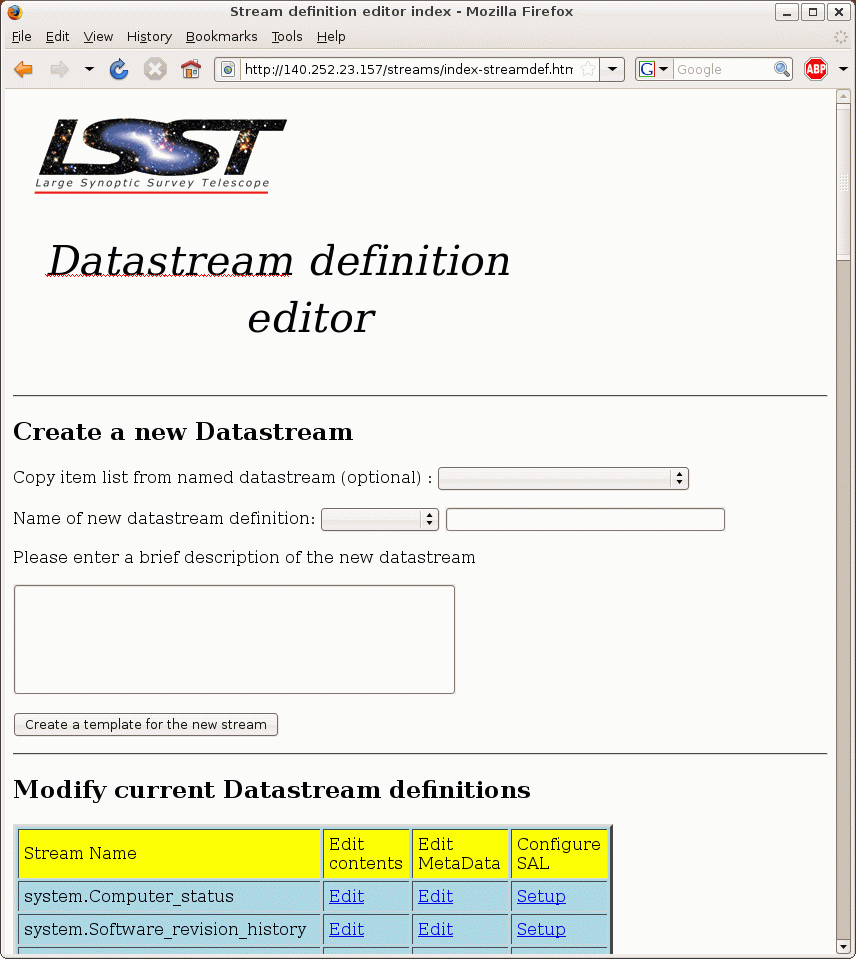 Stream definition editor index - Mozilla Firefox
File Edit View History Bookmarks Tools Help
http://140.252.23.157/streams/index-streamdef.htm
G Google
ABP
LSST
Large Synoptic Survey Telescope
Datastream definition
editor
Create a new Datastream
Copy item list from named datastream (optional) :
Name of new datastream definition:
Please enter a brief description of the new datastream
Create a template for the new stream
Modify current Datastream definitions
Stream Name Edit contents Edit MetaData Configure SAL
system.Computer_status Edit Edit Setup
system.Software_revision_history Edit Edit Setup